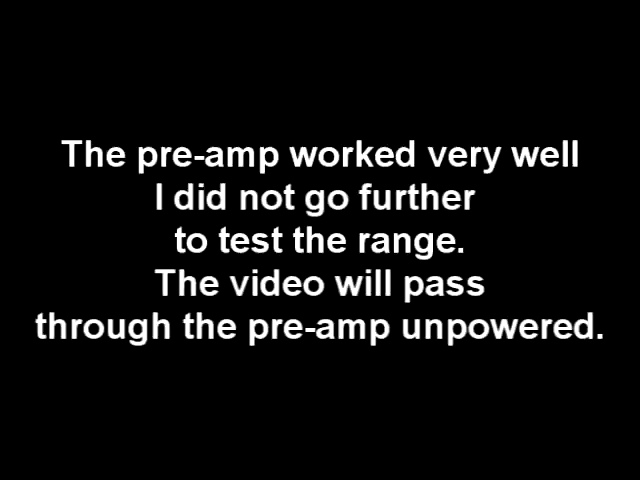 The pre-amp worked very well
I did not go further
to test the range.
The video will pass
through the pre-amp unpowered.